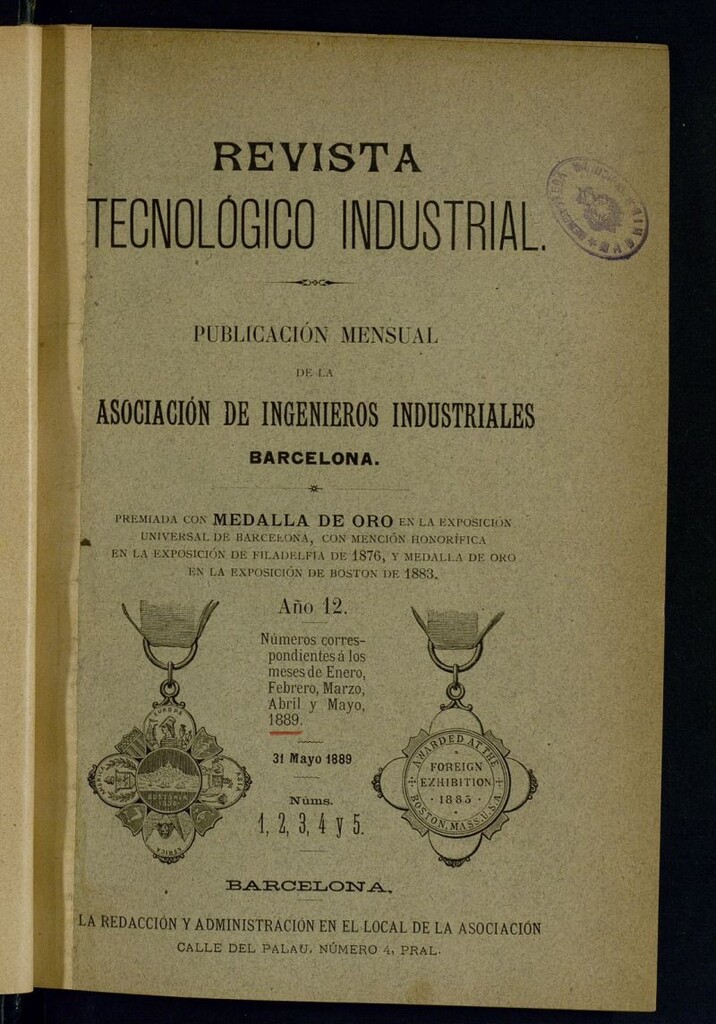 REVISTA
TECNOLÓGICO INDUSTRIAL.
PUBLICACIÓN MENSUAL
DE LA
ASOCIACIÓN DE INGENIEROS INDUSTRIALES
BARCELONA.
PREMIADA CON MEDALLA DE ORO EN LA EXPOSICIÓN
UNIVERSAL DE BARCELONA, CON MENCIÓN HONORÍFICA
EN LA EXPOSICIÓN DE FILADELFIA DE 1876, Y MEDALLA DE ORO
EN LA EXPOSICIÓN DE BOSTON DE 1883.
Año 12.
Números corres-
pondientes á los
meses de Enero,
Febrero, Marzo,
Abril y Mayo,
1889.
31 Mayo 1889
Núms.
1, 2, 3, 4 y 5.
EUROPA
AMERICA
ASIA
AFRICA
AWARDED AT THE
FOREIGN
EXHIBITION
· 1883 ·
BOSTON, MASS, U.S.A.
BARCELONA.
LA REDACCIÓN Y ADMINISTRACIÓN EN EL LOCAL DE LA ASOCIACIÓN
CALLE DEL PALAU, NÚMERO 4, PRAL.